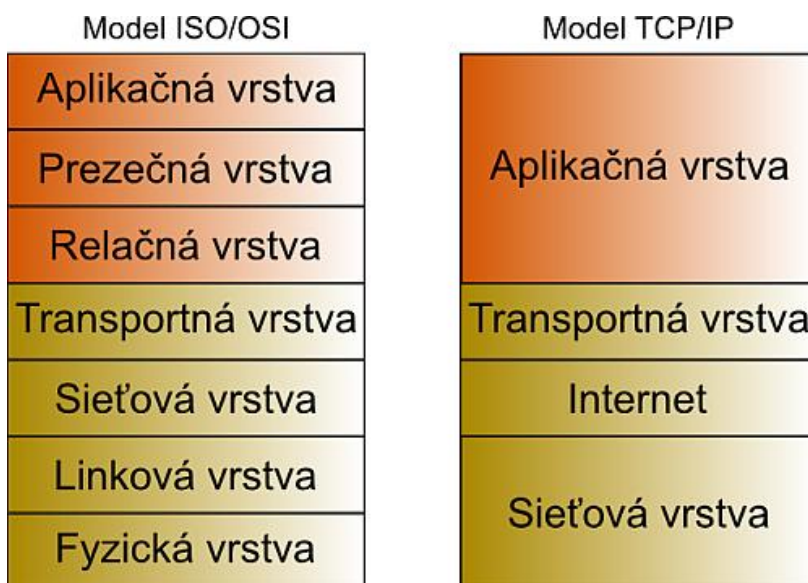 Model ISO/OSI
Aplikačná vrstva
Prezečná vrstva
Relačná vrstva
Transportná vrstva
Sieťová vrstva
Linková vrstva
Fyzická vrstva
Model TCP/IP
Aplikačná vrstva
Transportná vrstva
Internet
Sieťová vrstva